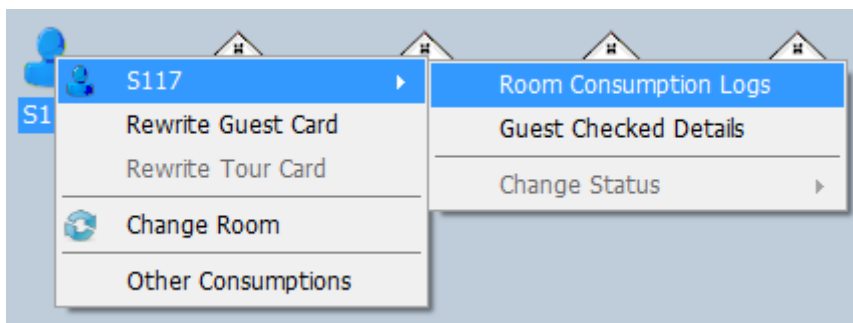 S117
Room Consumption Logs
S1
Rewrite Guest Card
Guest Checked Details
Rewrite Tour Card
Change Status
Change Room
Other Consumptions